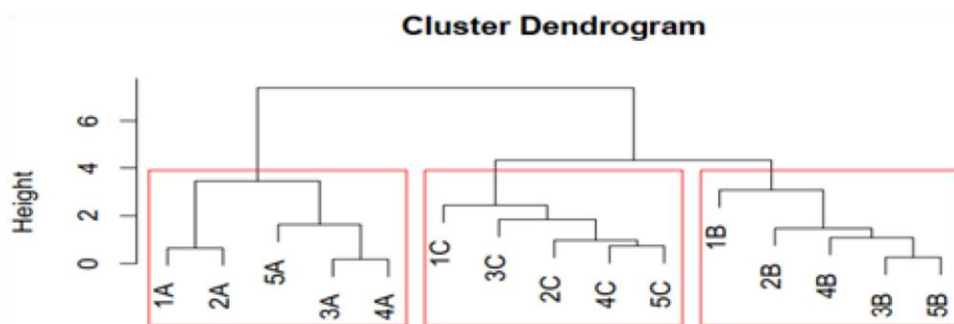 Cluster Dendrogram
Height
6
4
2
0
1A
2A
5A
3A
4A
1C
3C
2C
4C
5C
1B
2B
4B
3B
5B